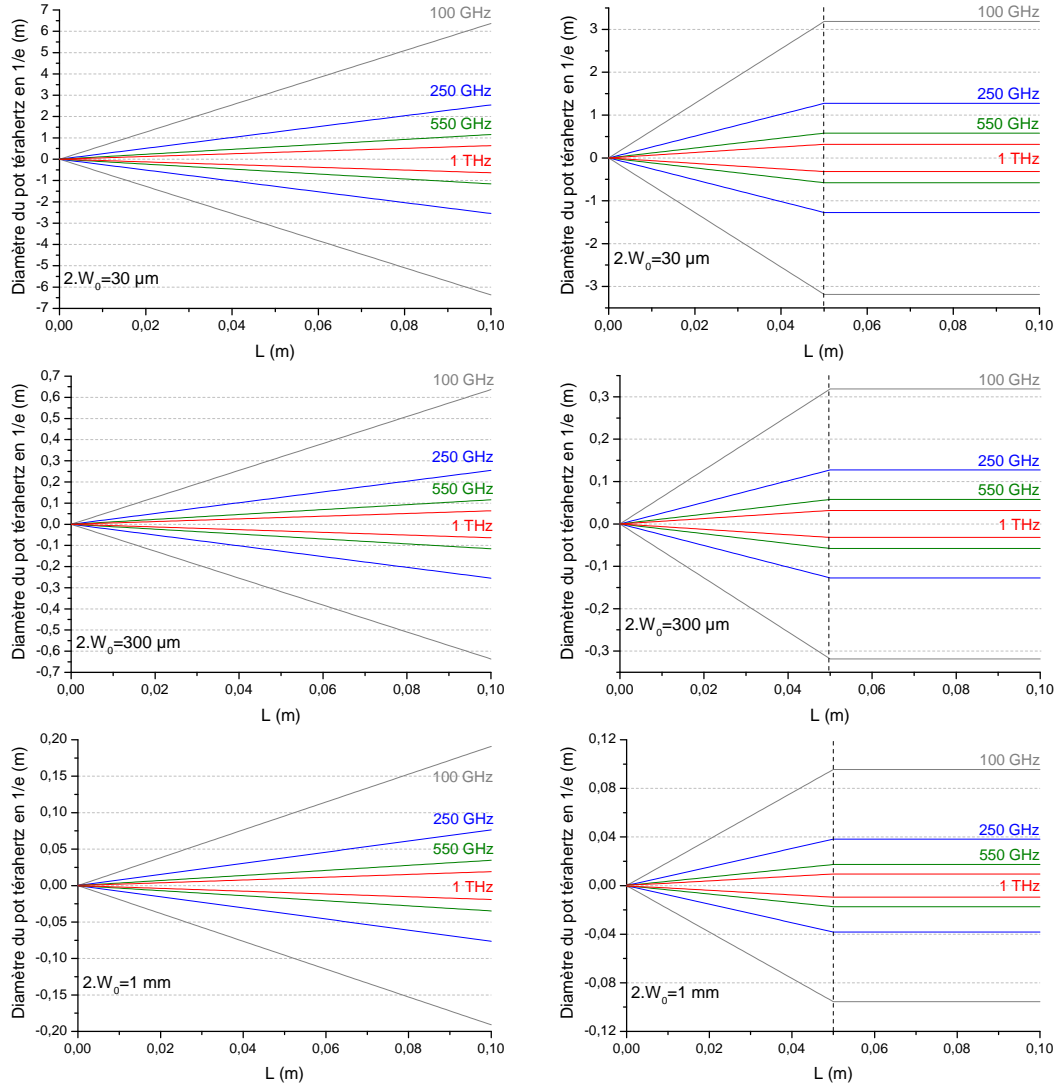 Diamètre du pot térahertz en 1/e (m)
7
6
5
4
3
2
1
0
-1
-2
-3
-4
-5
-6
-7
100 GHz
250 GHz
550 GHz
1 THz
2.W0=30 µm
0,00 0,02 0,04 0,06 0,08 0,10
L (m)
Diamètre du pot térahertz en 1/e (m)
3
2
1
0
-1
-2
-3
100 GHz
250 GHz
550 GHz
1 THz
2.W0=30 µm
0,00 0,02 0,04 0,06 0,08 0,10
L (m)
Diamètre du pot térahertz en 1/e (m)
0,7
0,6
0,5
0,4
0,3
0,2
0,1
0,0
-0,1
-0,2
-0,3
-0,4
-0,5
-0,6
-0,7
100 GHz
250 GHz
550 GHz
1 THz
2.W0=300 µm
0,00 0,02 0,04 0,06 0,08 0,10
L (m)
Diamètre du pot térahertz en 1/e (m)
0,3
0,2
0,1
0,0
-0,1
-0,2
-0,3
100 GHz
250 GHz
550 GHz
1 THz
2.W0=300 µm
0,00 0,02 0,04 0,06 0,08 0,10
L (m)
Diamètre du pot térahertz en 1/e (m)
0,20
0,15
0,10
0,05
0,00
-0,05
-0,10
-0,15
-0,20
100 GHz
250 GHz
550 GHz
1 THz
2.W0=1 mm
0,00 0,02 0,04 0,06 0,08 0,10
L (m)
Diamètre du pot térahertz en 1/e (m)
0,12
0,08
0,04
0,00
-0,04
-0,08
-0,12
100 GHz
250 GHz
550 GHz
1 THz
2.W0=1 mm
0,00 0,02 0,04 0,06 0,08 0,10
L (m)